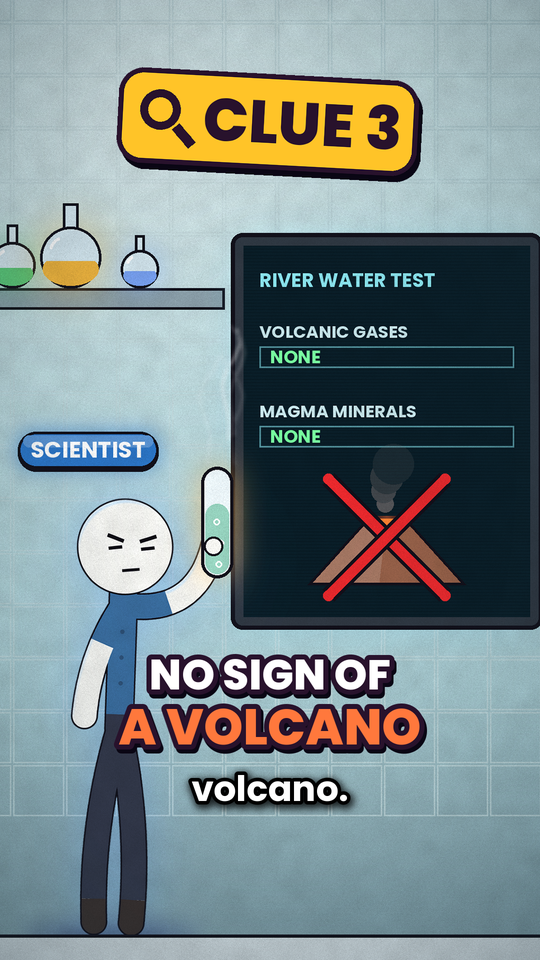 CLUE 3
RIVER WATER TEST
VOLCANIC GASES
NONE
MAGMA MINERALS
NONE
SCIENTIST
NO SIGN OF
A VOLCANO
volcano.